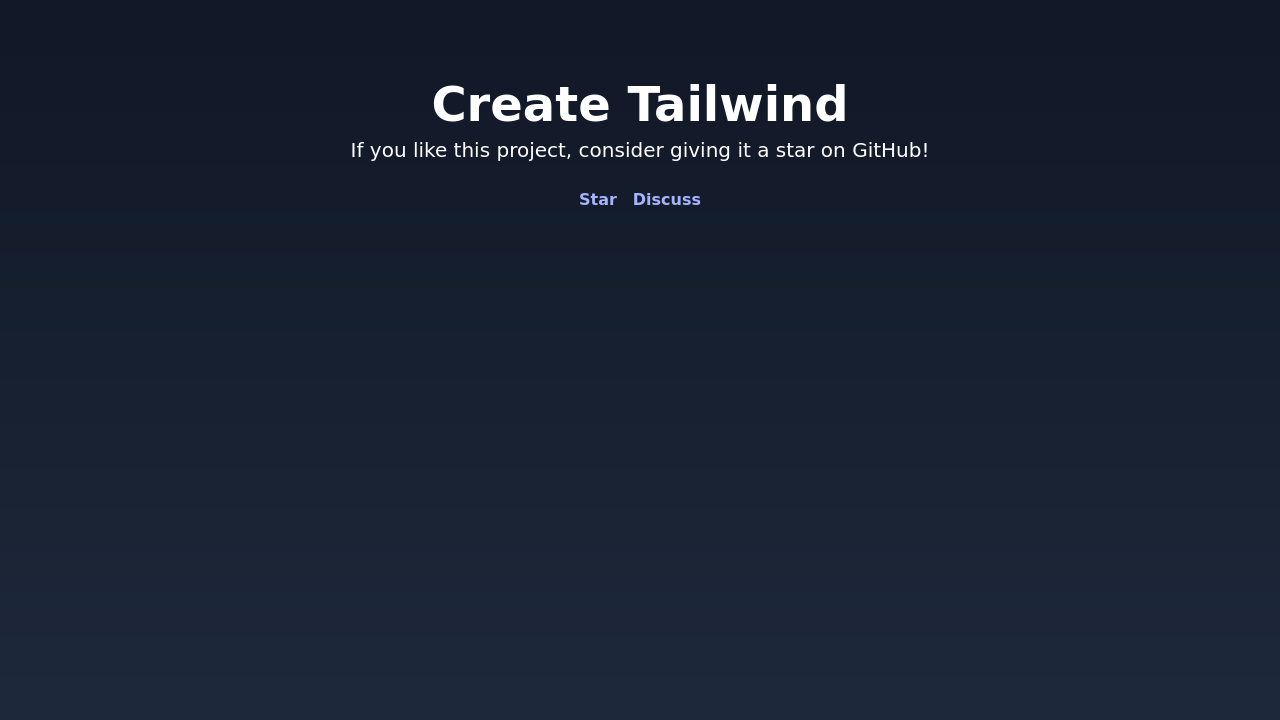 Create Tailwind
If you like this project, consider giving it a star on GitHub!
Star Discuss